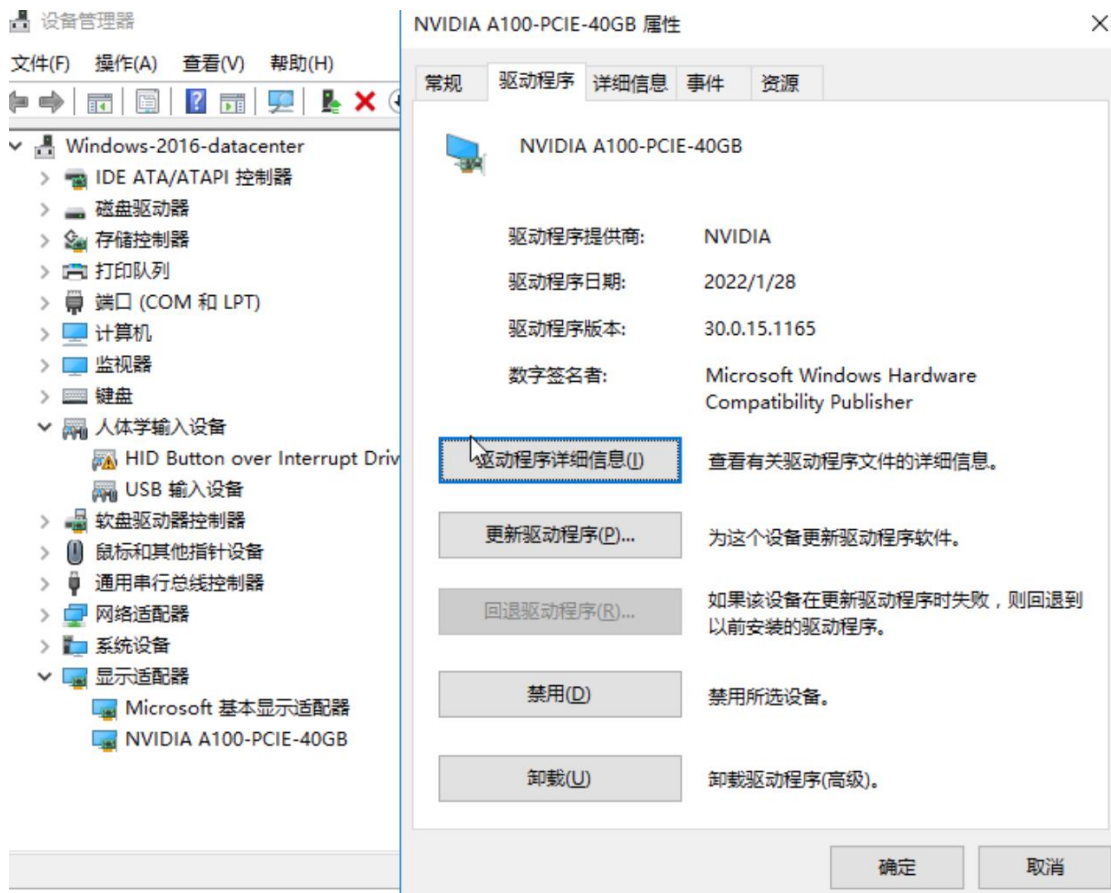 设备管理器
文件(F) 操作(A) 查看(V) 帮助(H)
Windows-2016-datacenter
IDE ATA/ATAPI 控制器
磁盘驱动器
存储控制器
打印队列
端口 (COM 和 LPT)
计算机
监视器
键盘
人体学输入设备
HID Button over Interrupt Driv
USB 输入设备
软盘驱动器控制器
鼠标和其他指针设备
通用串行总线控制器
网络适配器
系统设备
显示适配器
Microsoft 基本显示适配器
NVIDIA A100-PCIE-40GB
NVIDIA A100-PCIE-40GB 属性
常规 驱动程序 详细信息 事件 资源
NVIDIA A100-PCIE-40GB
驱动程序提供商: NVIDIA
驱动程序日期: 2022/1/28
驱动程序版本: 30.0.15.1165
数字签名者: Microsoft Windows Hardware
Compatibility Publisher
驱动程序详细信息(I) 查看有关驱动程序文件的详细信息。
更新驱动程序(P)... 为这个设备更新驱动程序软件。
回退驱动程序(R)... 如果该设备在更新驱动程序时失败，则回退到
以前安装的驱动程序。
禁用(D) 禁用所选设备。
卸载(U) 卸载驱动程序(高级)。
确定 取消